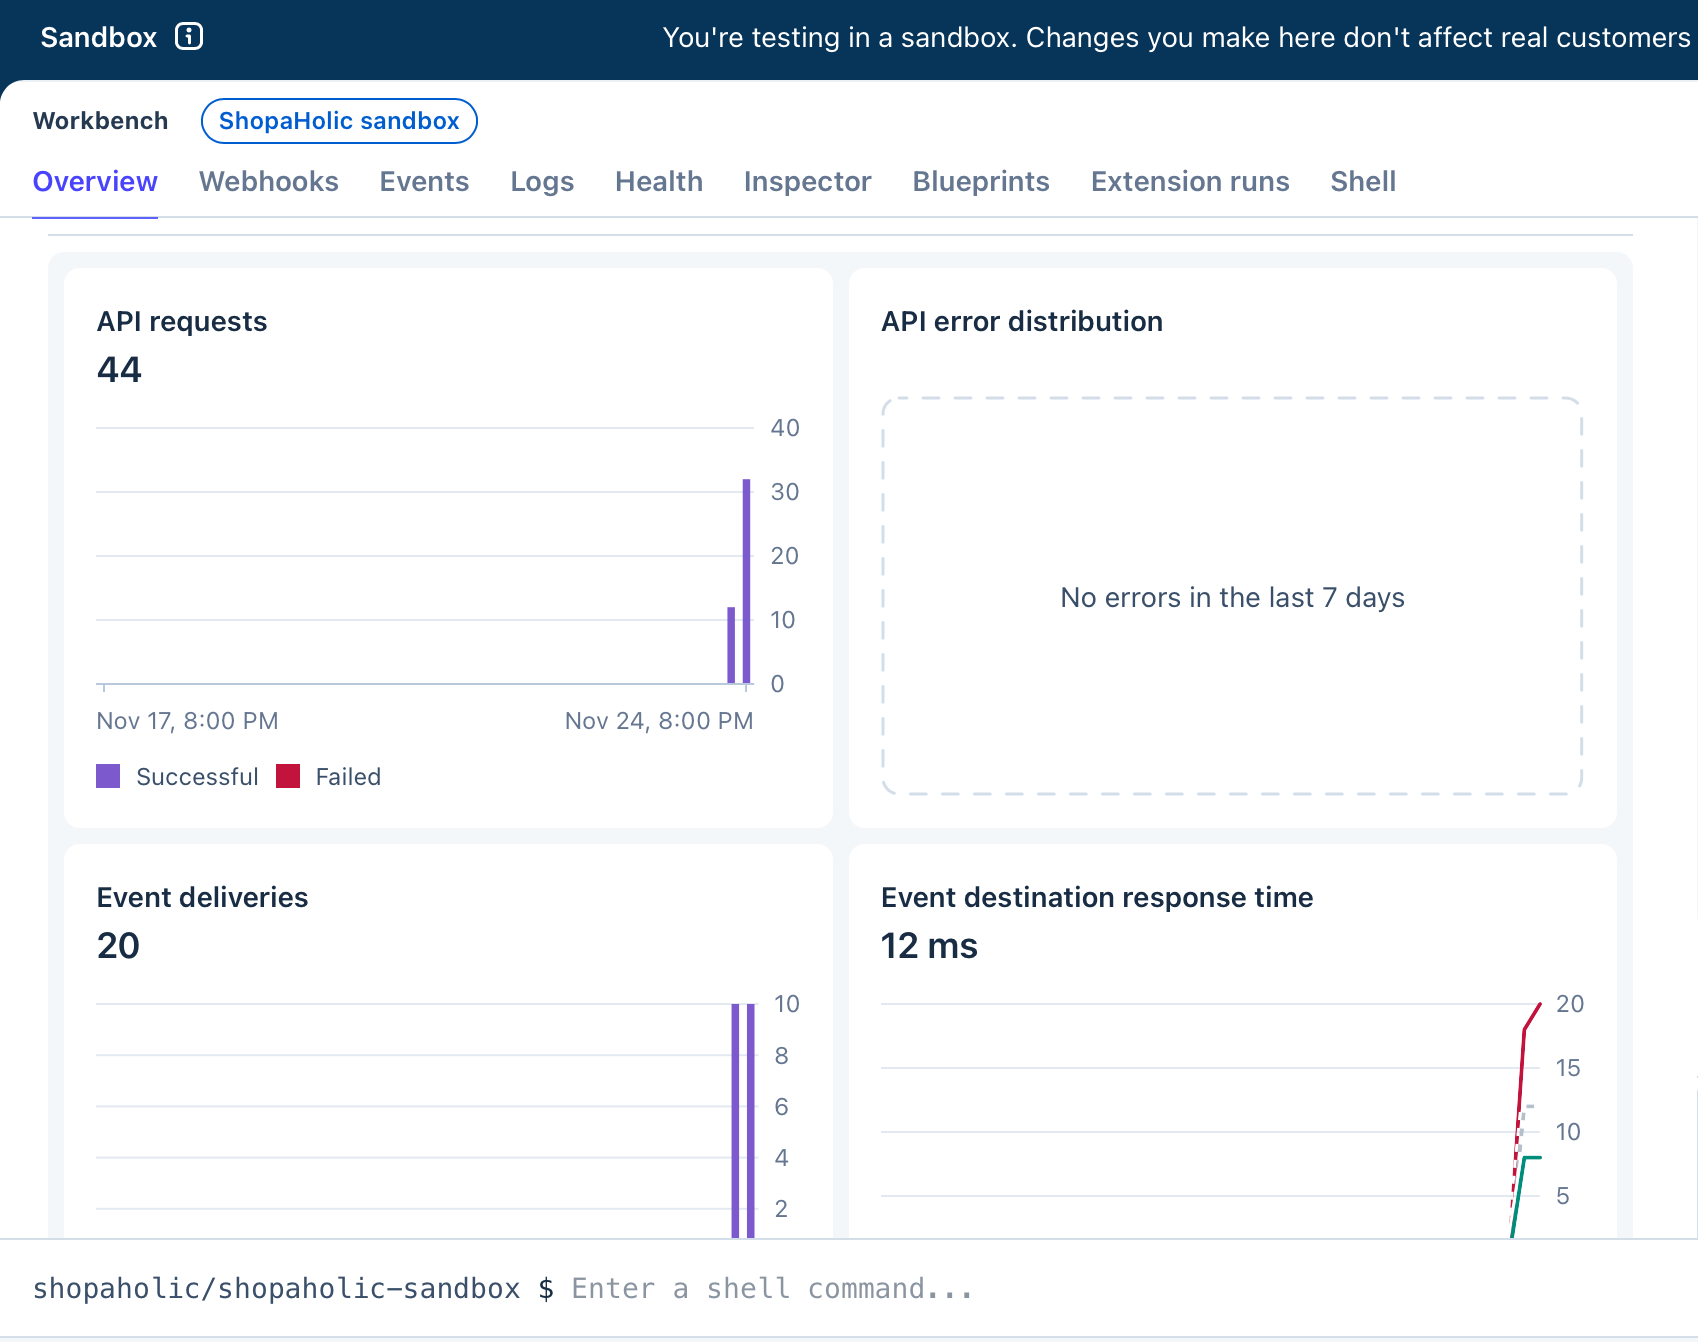 Sandbox
You're testing in a sandbox. Changes you make here don't affect real customers
Workbench
ShopaHolic sandbox
Overview Webhooks Events Logs Health Inspector Blueprints Extension runs Shell
API requests
44
40
30
20
10
0
Nov 17, 8:00 PM
Nov 24, 8:00 PM
Successful
Failed
API error distribution
No errors in the last 7 days
Event deliveries
20
10
8
6
4
2
Event destination response time
12 ms
20
15
10
5
shopaholic/shopaholic-sandbox $ Enter a shell command...